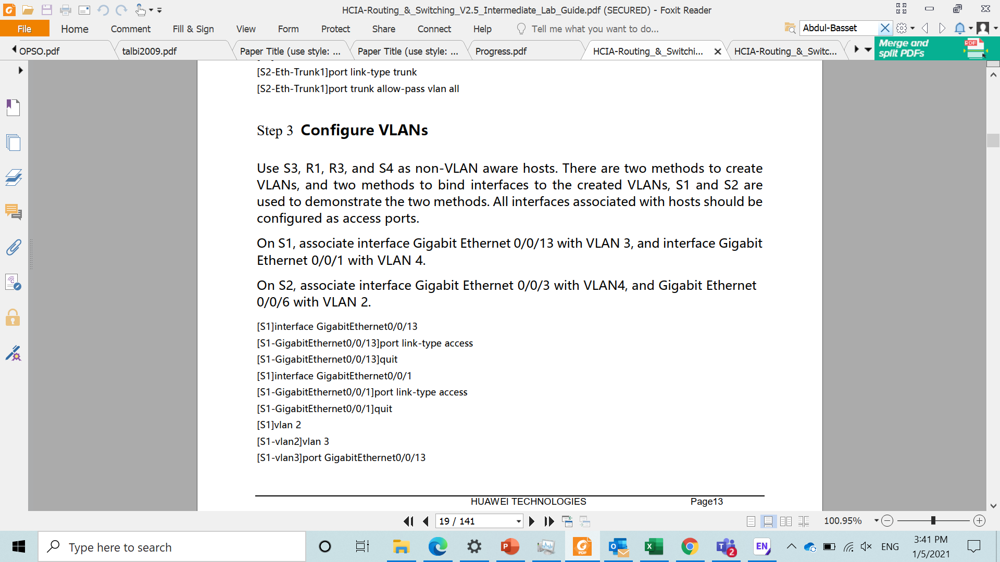 HCIA-Routing_&_Switching_V2.5_Intermediate_Lab_Guide.pdf (SECURED) - Foxit Reader
File Home Comment Fill & Sign View Form Protect Share Connect Help Tell me what you want to do... Abdul-Basset
OPSO.pdf talbi2009.pdf Paper Title (use style: ... Paper Title (use style: ... Progress.pdf HCIA-Routing_&_Switchi... HCIA-Routing_&_Switc...
Merge and
split PDFs
PDF
[S2-Eth-Trunk1]port link-type trunk
[S2-Eth-Trunk1]port trunk allow-pass vlan all
Step 3 Configure VLANs
Use S3, R1, R3, and S4 as non-VLAN aware hosts. There are two methods to create
VLANs, and two methods to bind interfaces to the created VLANs, S1 and S2 are
used to demonstrate the two methods. All interfaces associated with hosts should be
configured as access ports.
On S1, associate interface Gigabit Ethernet 0/0/13 with VLAN 3, and interface Gigabit
Ethernet 0/0/1 with VLAN 4.
On S2, associate interface Gigabit Ethernet 0/0/3 with VLAN4, and Gigabit Ethernet
0/0/6 with VLAN 2.
[S1]interface GigabitEthernet0/0/13
[S1-GigabitEthernet0/0/13]port link-type access
[S1-GigabitEthernet0/0/13]quit
[S1]interface GigabitEthernet0/0/1
[S1-GigabitEthernet0/0/1]port link-type access
[S1-GigabitEthernet0/0/1]quit
[S1]vlan 2
[S1-vlan2]vlan 3
[S1-vlan3]port GigabitEthernet0/0/13
HUAWEI TECHNOLOGIES Page13
19 / 141 100.95%
Type here to search
EN
2
ENG
3:41 PM
1/5/2021